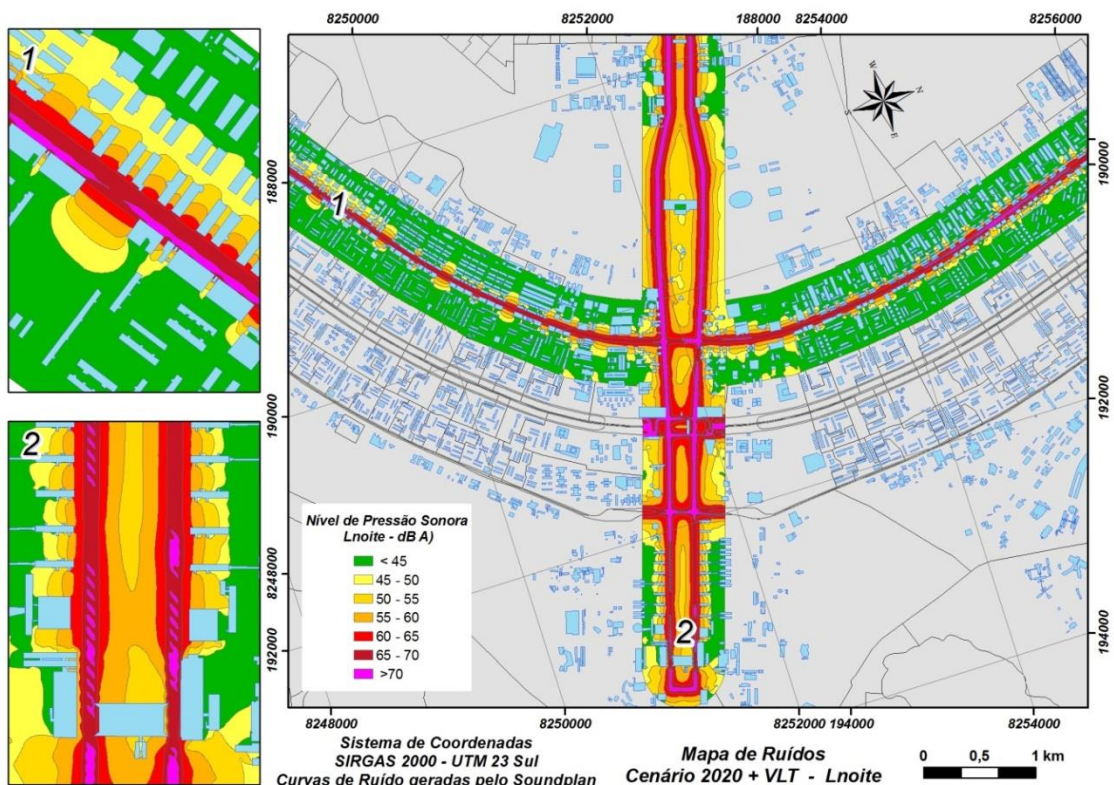 8250000 8252000 188000 8254000 8256000
1
188000
190000
8248000
192000
2
1
2
W
N
S
E
190000
192000
194000
Nível de Pressão Sonora
Lnoite - dB A)
< 45
45 - 50
50 - 55
55 - 60
60 - 65
65 - 70
>70
8248000 8250000 8252000 194000 8254000
Sistema de Coordenadas
SIRGAS 2000 - UTM 23 Sul
Curvas de Ruído geradas pelo Soundplan
Mapa de Ruídos
Cenário 2020 + VLT - Lnoite
0 0,5 1 km